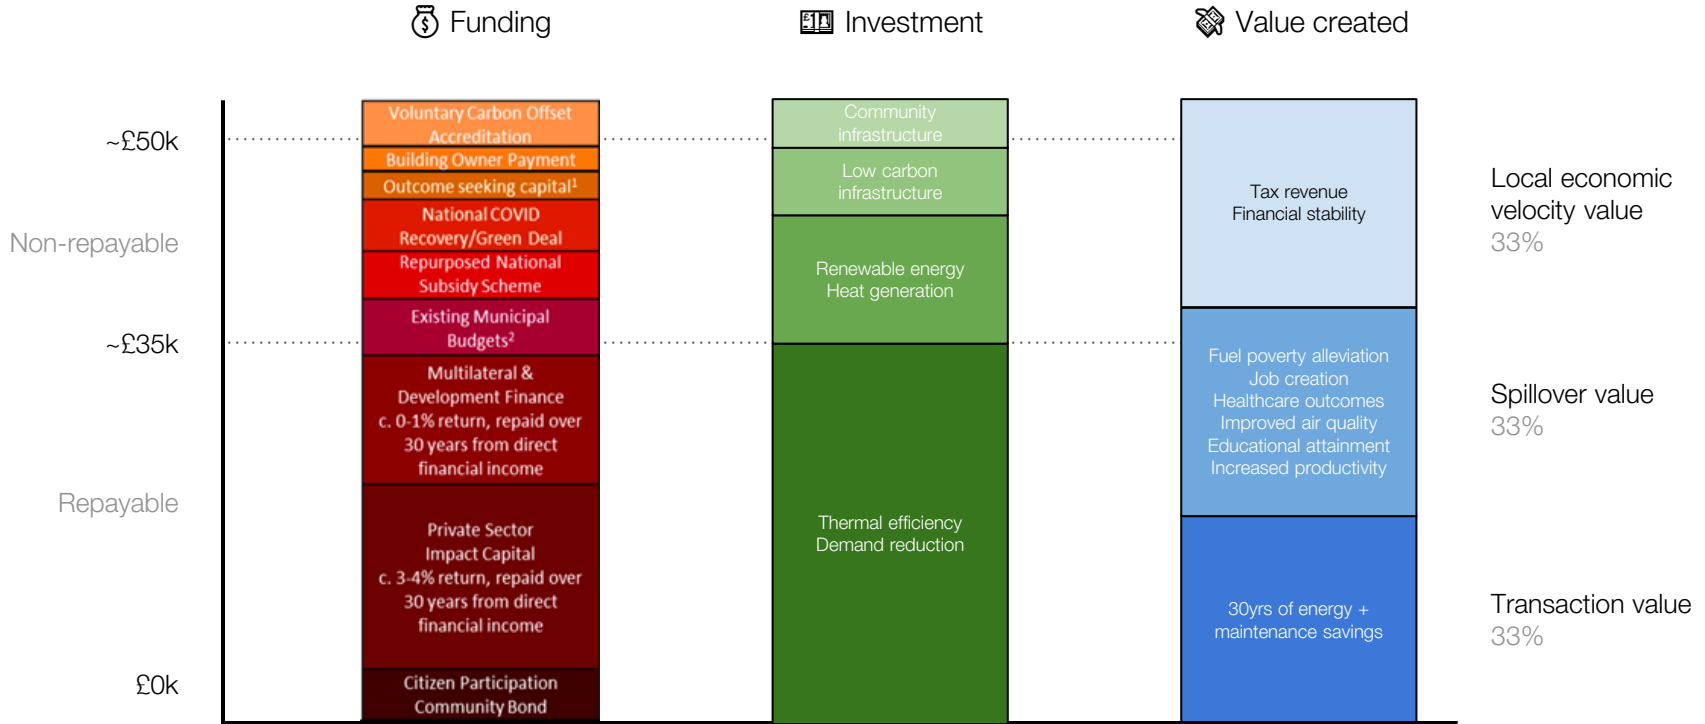 Funding
Investment
Value created
~£50k
Non-repayable
~£35k
Repayable
£0k
Voluntary Carbon Offset
Accreditation
Building Owner Payment
Outcome seeking capital¹
National COVID
Recovery/Green Deal
Repurposed National
Subsidy Scheme
Existing Municipal
Budgets²
Multilateral &
Development Finance
c. 0-1% return, repaid over
30 years from direct
financial income
Private Sector
Impact Capital
c. 3-4% return, repaid over
30 years from direct
financial income
Citizen Participation
Community Bond
Community
infrastructure
Low carbon
infrastructure
Renewable energy
Heat generation
Thermal efficiency
Demand reduction
Tax revenue
Financial stability
Fuel poverty alleviation
Job creation
Healthcare outcomes
Improved air quality
Educational attainment
Increased productivity
30yrs of energy +
maintenance savings
Local economic
velocity value
33%
Spillover value
33%
Transaction value
33%